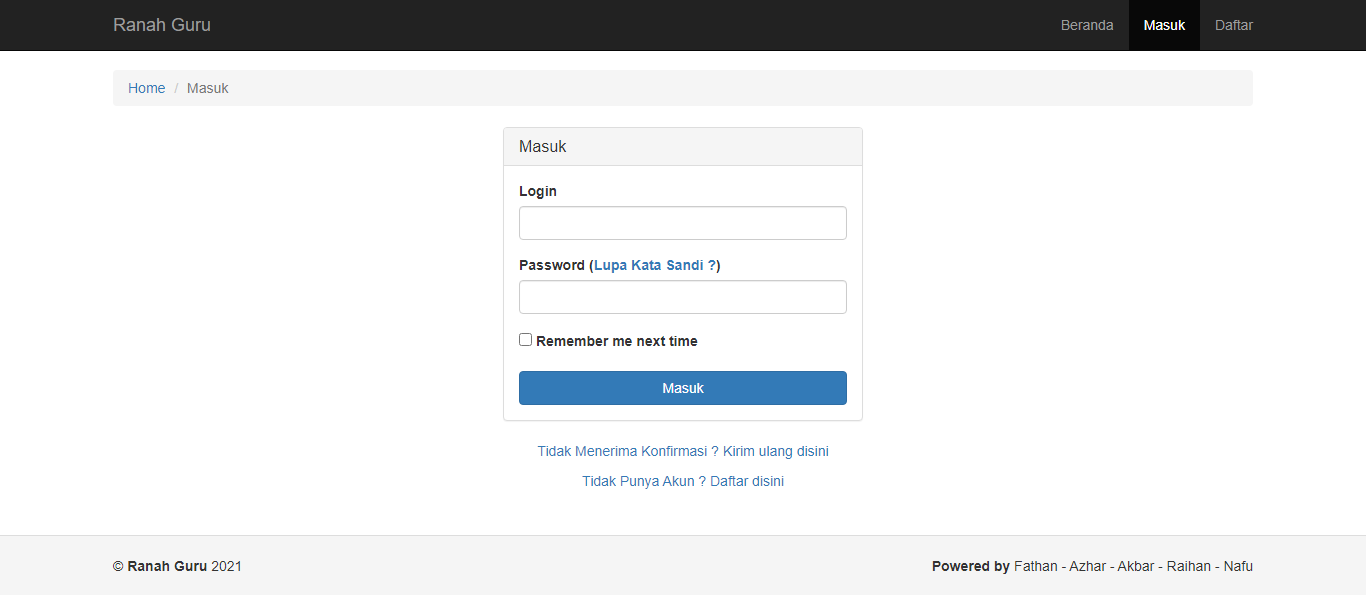 Ranah Guru
Beranda Masuk Daftar
Home / Masuk
Masuk
Login
Password (Lupa Kata Sandi ?)
Remember me next time
Masuk
Tidak Menerima Konfirmasi ? Kirim ulang disini
Tidak Punya Akun ? Daftar disini
© Ranah Guru 2021
Powered by Fathan - Azhar - Akbar - Raihan - Nafu